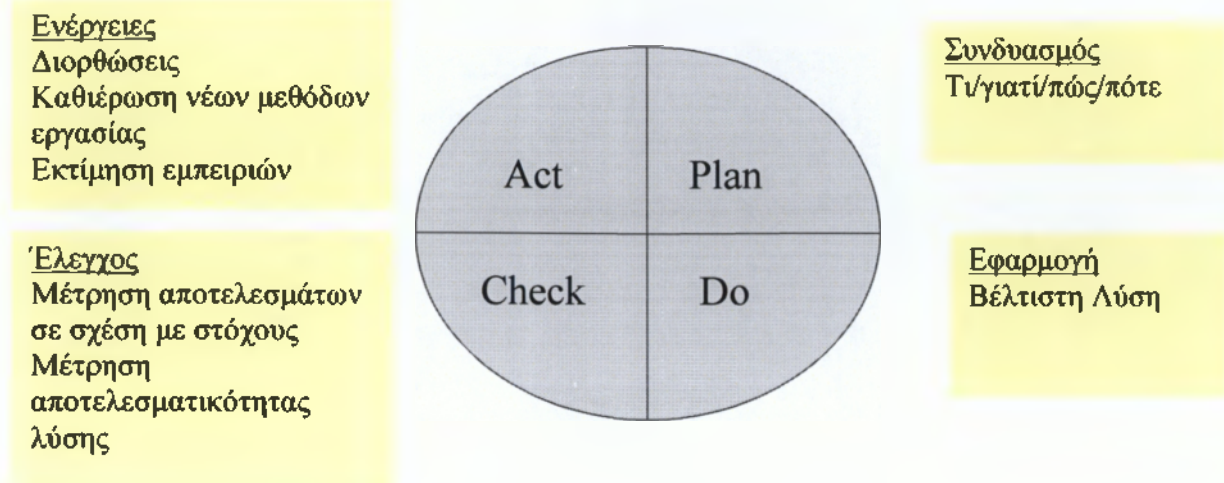 Ενέργειες
Διορθώσεις
Καθιέρωση νέων μεθόδων
εργασίας
Εκτίμηση εμπειριών
Συνδυασμός
Τι/γιατί/πώς/πότε
Act
Plan
Check
Do
Έλεγχος
Μέτρηση αποτελεσμάτων
σε σχέση με στόχους
Μέτρηση
αποτελεσματικότητας
λύσης
Εφαρμογή
Βέλτιστη Λύση